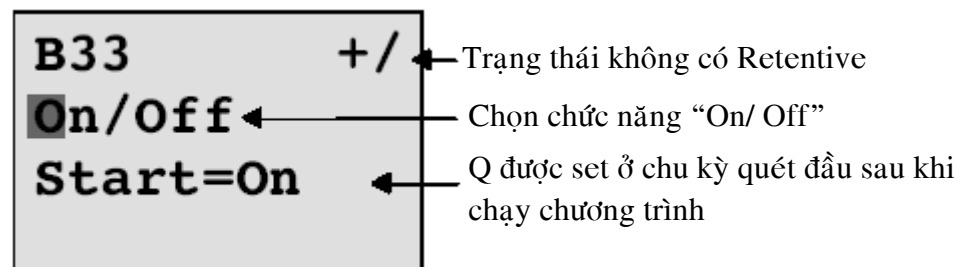 B33 +/
Trạng thái không có Retentive
On/Off
Chọn chức năng “On/ Off”
Start=On
Q được set ở chu kỳ quét đầu sau khi
chạy chương trình